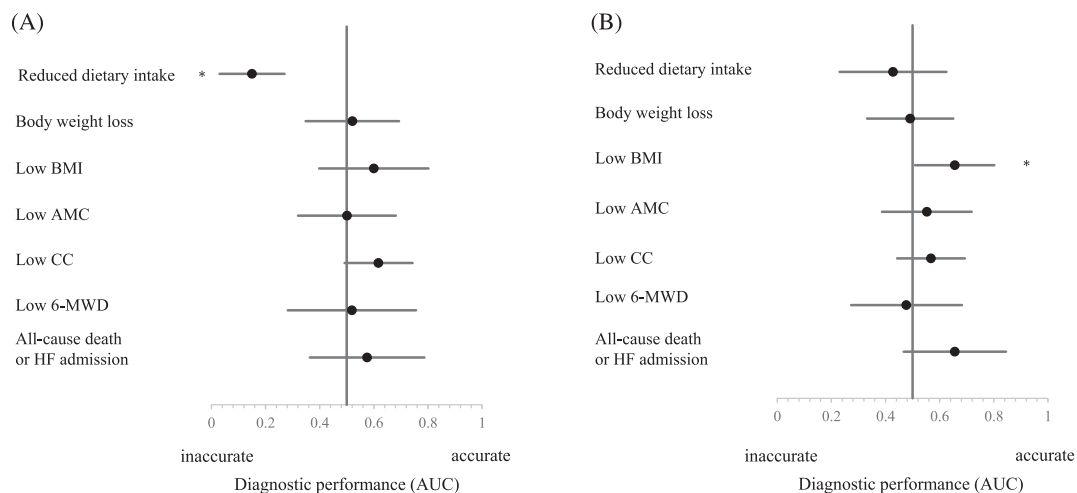 (A)
Reduced dietary intake *
Body weight loss
Low BMI
Low AMC
Low CC
Low 6-MWD
All-cause death
or HF admission
0 0.2 0.4 0.6 0.8 1
inaccurate accurate
Diagnostic performance (AUC)
(B)
Reduced dietary intake
Body weight loss
Low BMI *
Low AMC
Low CC
Low 6-MWD
All-cause death
or HF admission
0 0.2 0.4 0.6 0.8 1
inaccurate accurate
Diagnostic performance (AUC)